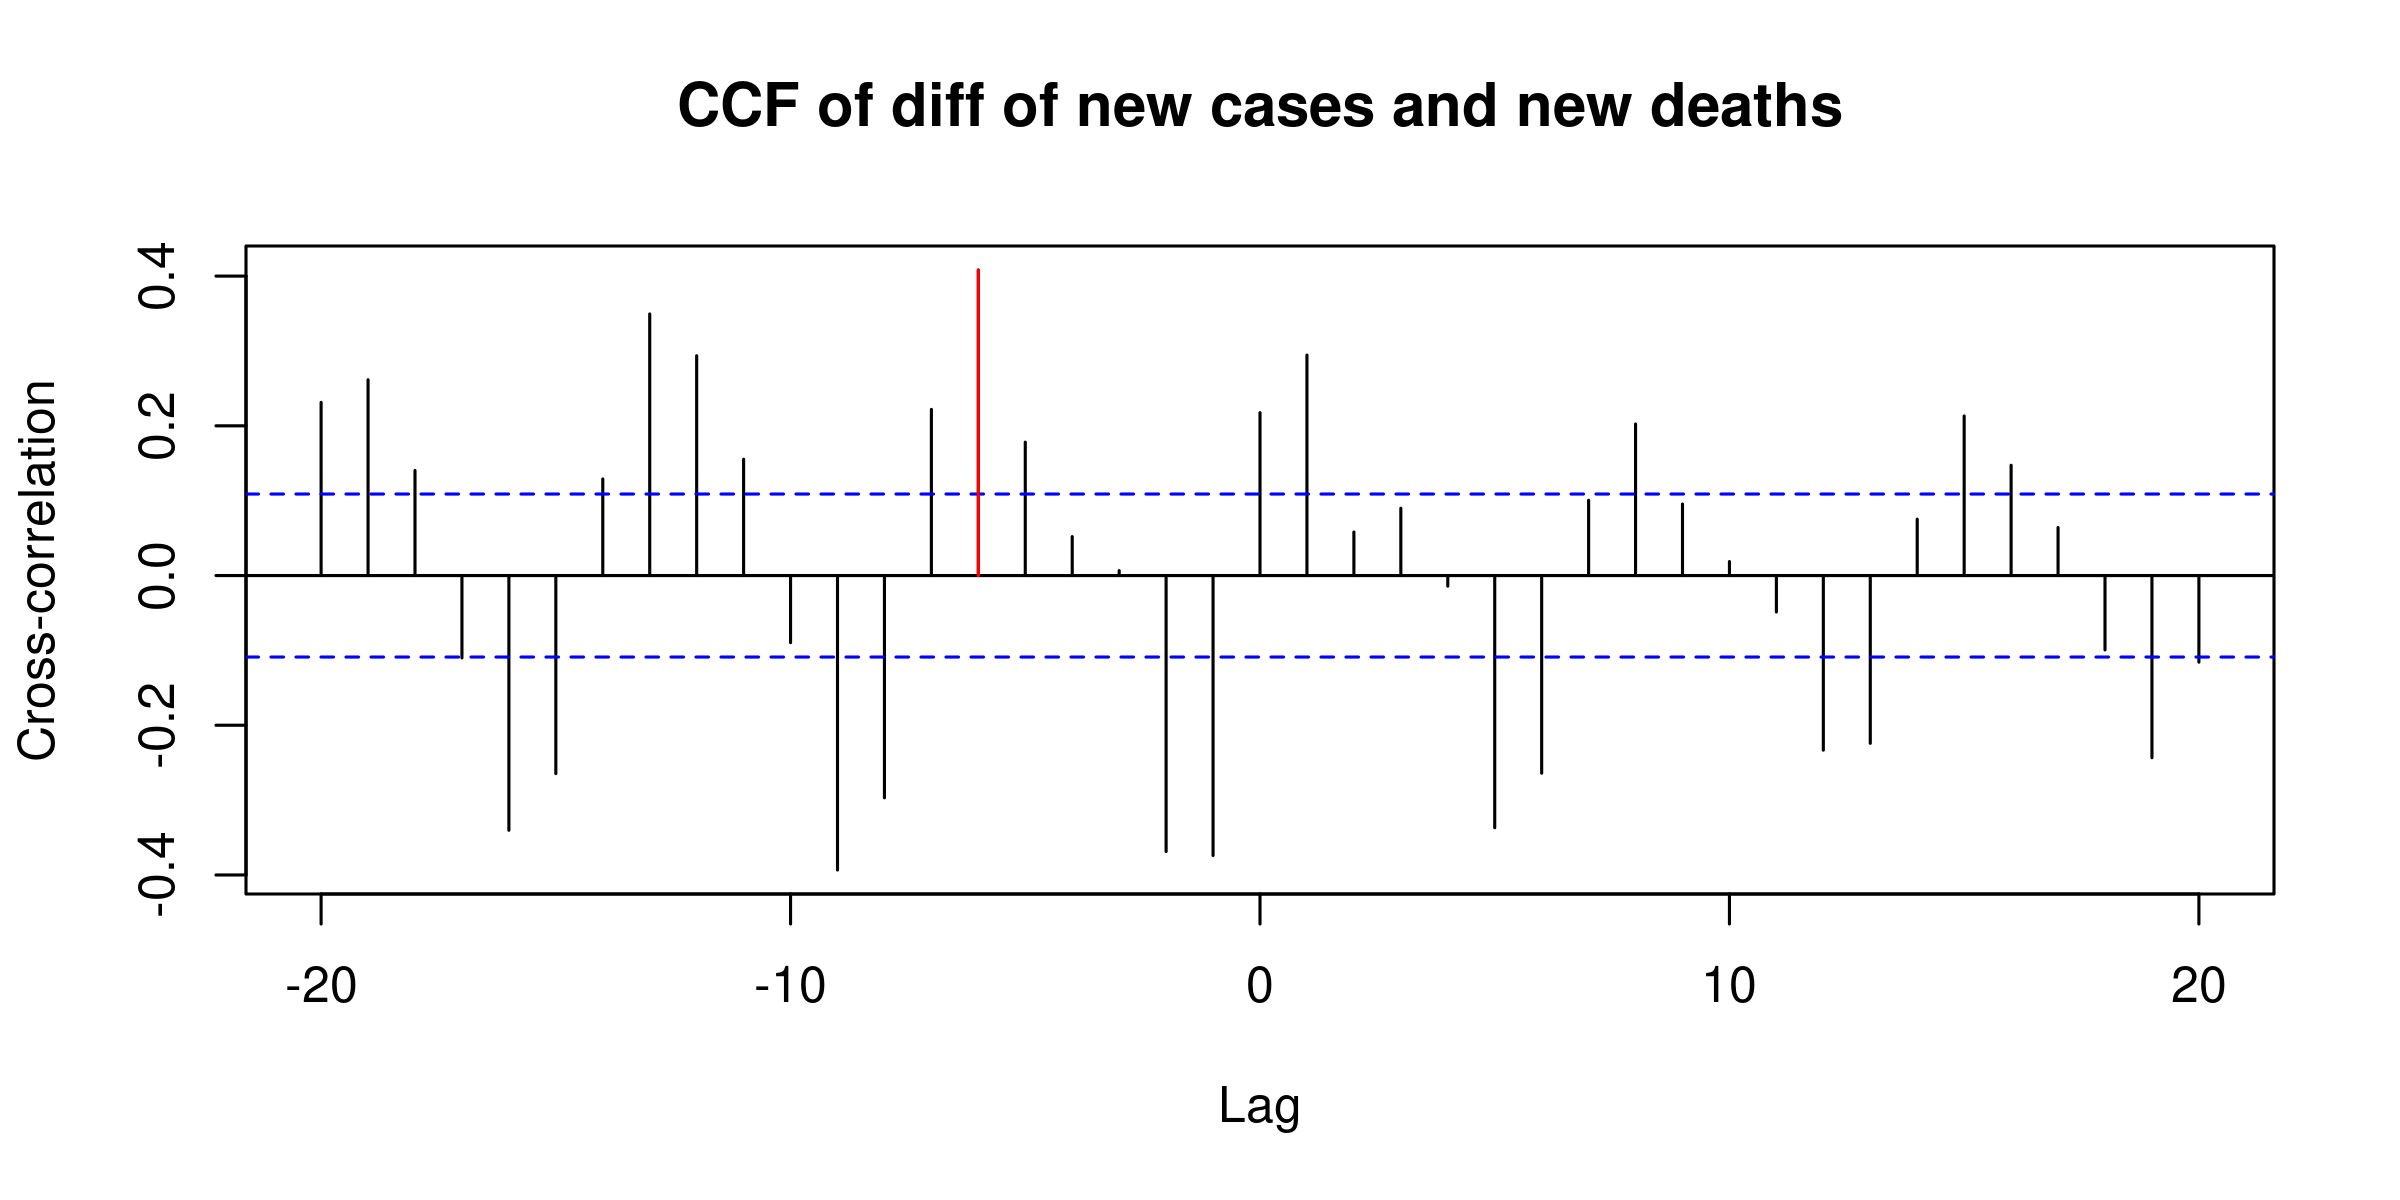 CCF of diff of new cases and new deaths
Cross-correlation
0.4
0.2
0.0
-0.2
-0.4
-20 -10 0 10 20
Lag